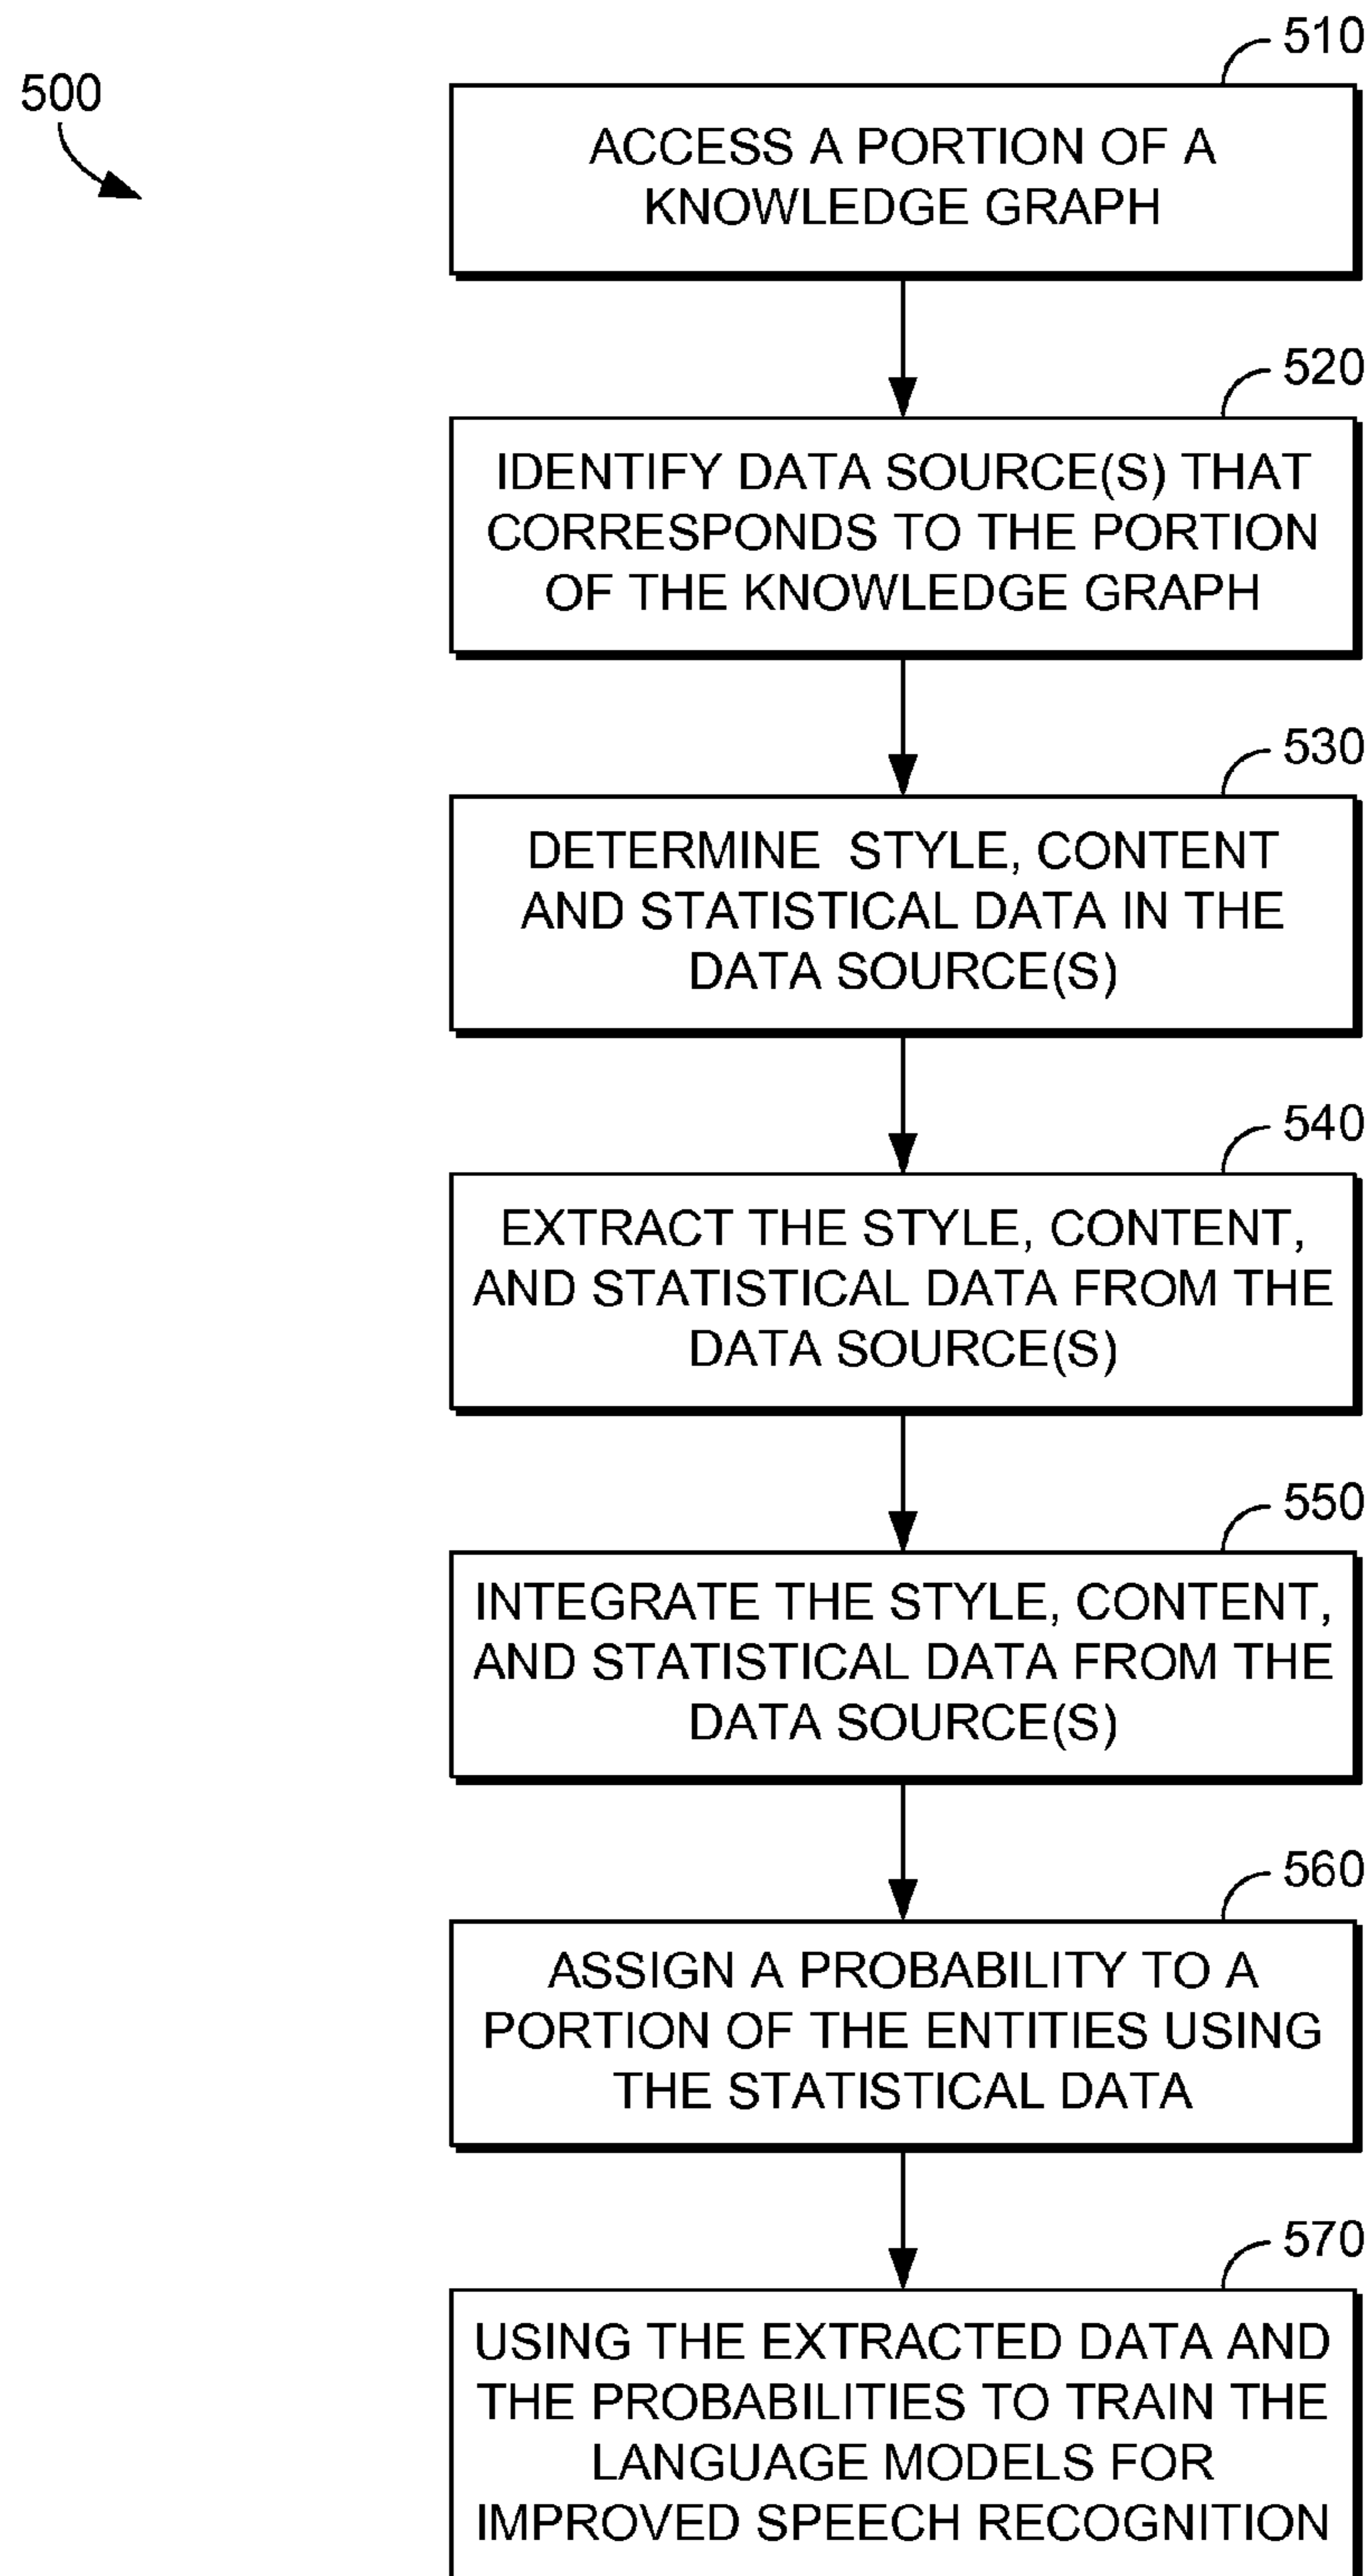 500
510
ACCESS A PORTION OF A
KNOWLEDGE GRAPH
520
IDENTIFY DATA SOURCE(S) THAT
CORRESPONDS TO THE PORTION
OF THE KNOWLEDGE GRAPH
530
DETERMINE STYLE, CONTENT
AND STATISTICAL DATA IN THE
DATA SOURCE(S)
540
EXTRACT THE STYLE, CONTENT,
AND STATISTICAL DATA FROM THE
DATA SOURCE(S)
550
INTEGRATE THE STYLE, CONTENT,
AND STATISTICAL DATA FROM THE
DATA SOURCE(S)
560
ASSIGN A PROBABILITY TO A
PORTION OF THE ENTITIES USING
THE STATISTICAL DATA
570
USING THE EXTRACTED DATA AND
THE PROBABILITIES TO TRAIN THE
LANGUAGE MODELS FOR
IMPROVED SPEECH RECOGNITION